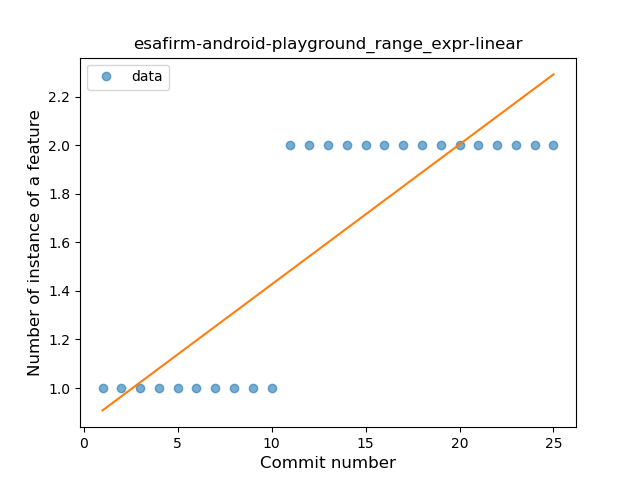 esafirm-android-playground_range_expr-linear
data
Number of instance of a feature
2.2
2.0
1.8
1.6
1.4
1.2
1.0
0 5 10 15 20 25
Commit number